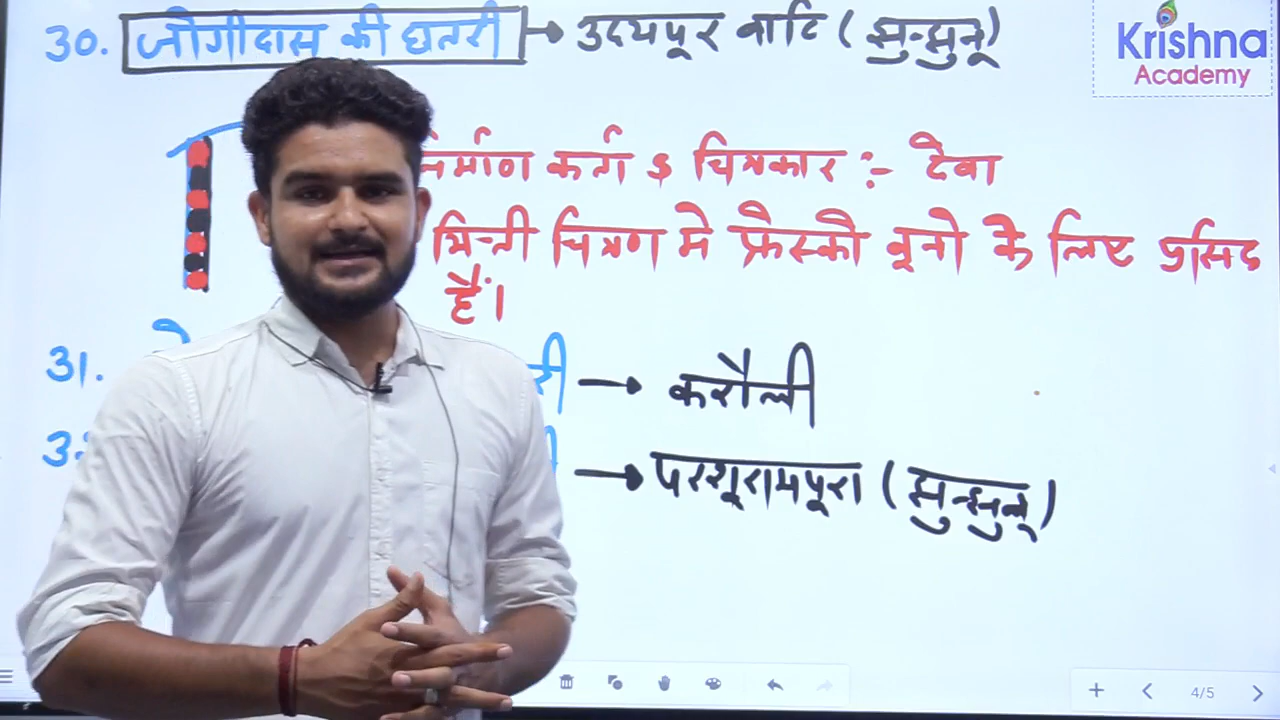 30. जोगीदास की छतरी → उदयपूर वाटि (झुन्झुनू)
Krishna
Academy
निर्माण कर्ता & चित्रकार :- देवा
भित्ती चित्रण मे फ्रैस्को बूनो के लिए प्रसिद्ध
हैं।
31. → करौली
→ परशूरामपूरा (झुन्झुनू)
4/5